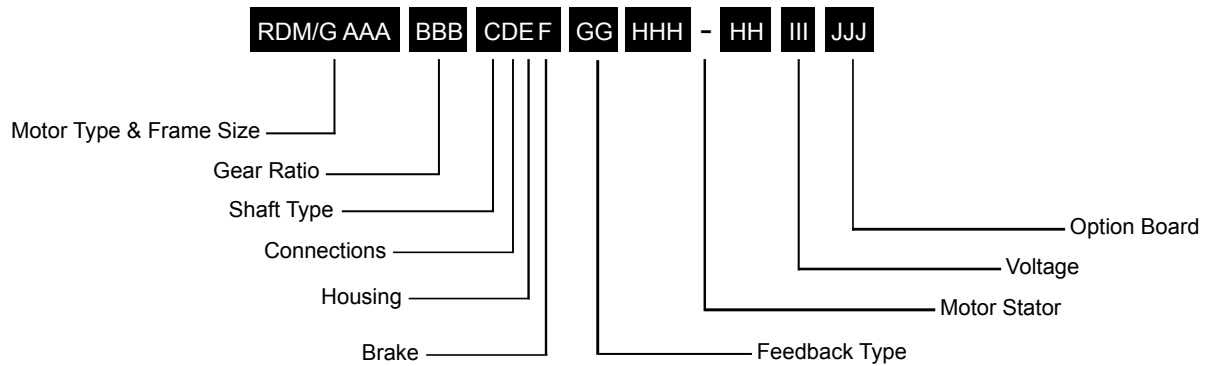 RDM/G AAA BBB CDEF GG HHH - HH III JJJ
Motor Type & Frame Size
Gear Ratio
Shaft Type
Option Board
Connections
Voltage
Housing
Motor Stator
Brake
Feedback Type